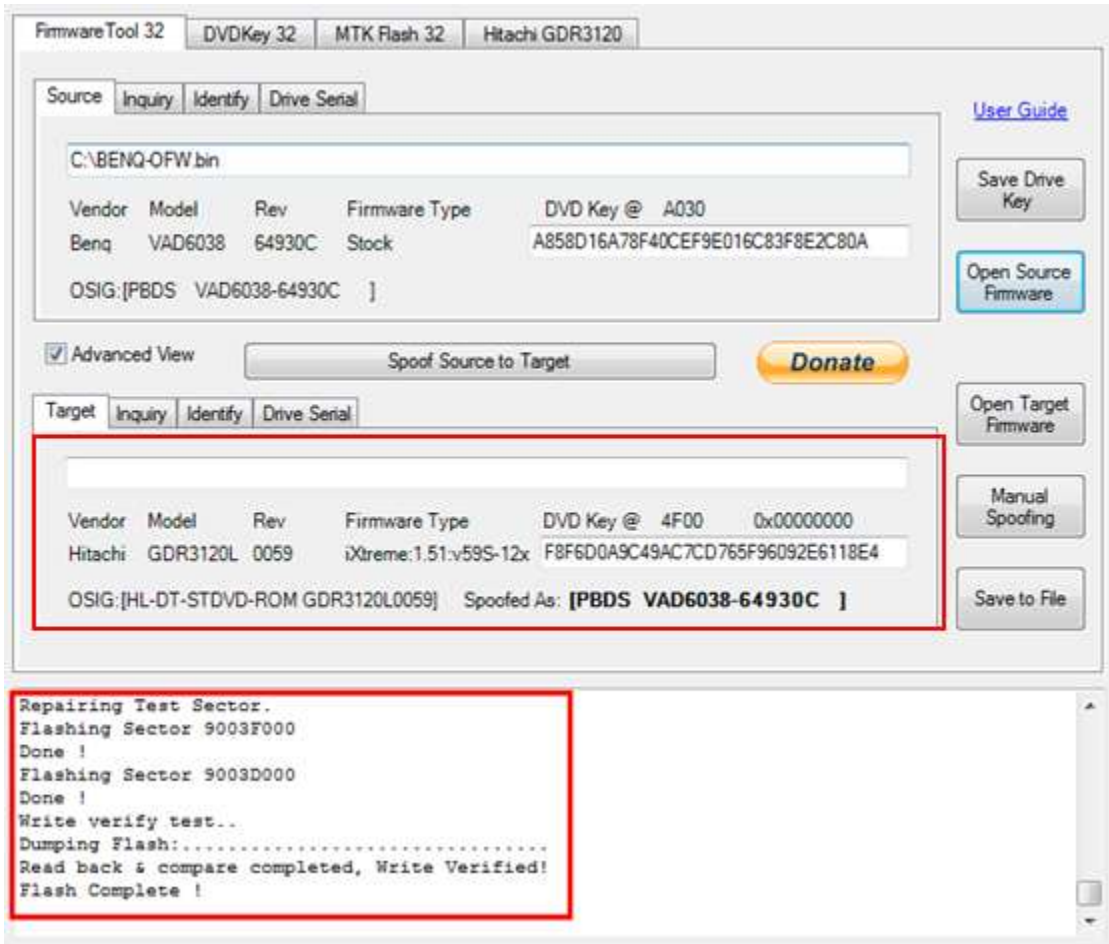 FirmwareTool 32 DVDKey 32 MTK Flash 32 Hitachi GDR3120
Source Inquiry Identify Drive Serial
User Guide
C:\BENQ-OFW.bin
Save Drive
Key
Vendor Model Rev Firmware Type DVD Key @ A030
Benq VAD6038 64930C Stock A858D16A78F40CEF9E016C83F8E2C80A
Open Source
Firmware
OSIG:[PBDS VAD6038-64930C ]
Advanced View Spoof Source to Target Donate
Target Inquiry Identify Drive Serial
Open Target
Firmware
Manual
Spoofing
Vendor Model Rev Firmware Type DVD Key @ 4F00 0x00000000
Hitachi GDR3120L 0059 iXtreme:1.51:v59S-12x F8F6D0A9C49AC7CD765F96092E6118E4
OSIG:[HL-DT-STDVD-ROM GDR3120L0059] Spoofed As: [PBDS VAD6038-64930C ]
Save to File
Repairing Test Sector.
Flashing Sector 9003F000
Done !
Flashing Sector 9003D000
Done !
Write verify test..
Dumping Flash:................................
Read back & compare completed, Write Verified!
Flash Complete !